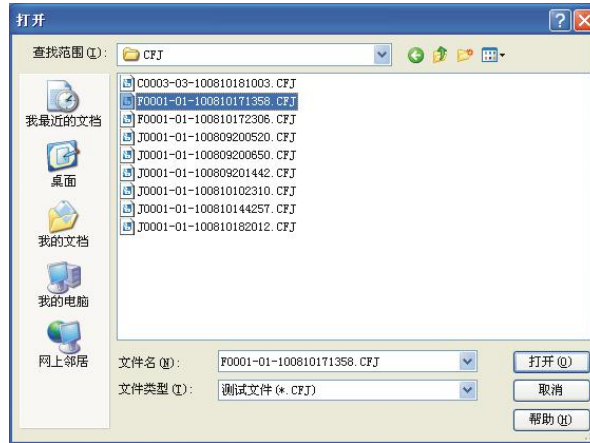 打开
查找范围(I):
CFJ
C0003-03-100810181003.CFJ
F0001-01-100810171358.CFJ
F0001-01-100810172306.CFJ
J0001-01-100809200520.CFJ
J0001-01-100809200650.CFJ
J0001-01-100809201442.CFJ
J0001-01-100810102310.CFJ
J0001-01-100810144257.CFJ
J0001-01-100810182012.CFJ
我最近的文档
桌面
我的文档
我的电脑
网上邻居
文件名(N):
F0001-01-100810171358.CFJ
打开(O)
文件类型(T):
测试文件(*.CFJ)
取消
帮助(H)